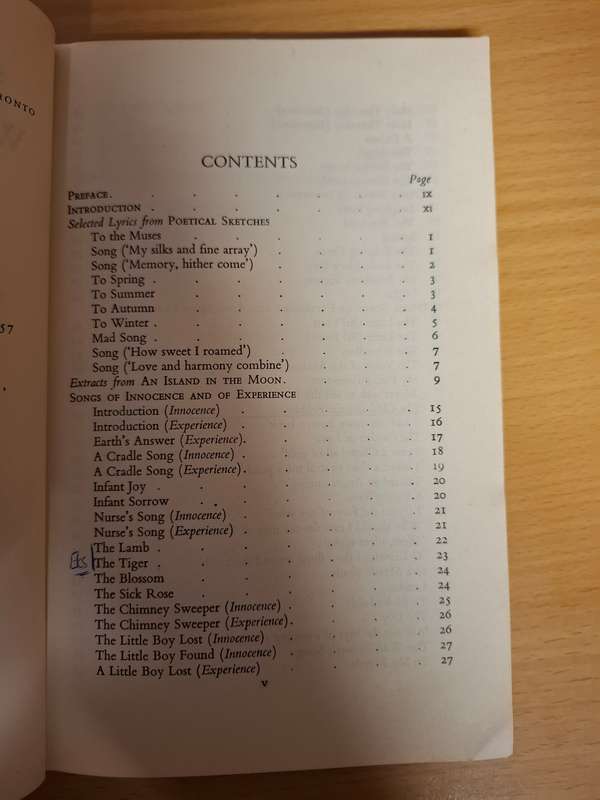 RONTO
57
CONTENTS
Page
PREFACE. . . . . . . . ix
INTRODUCTION . . . . . . . xi
Selected Lyrics from POETICAL SKETCHES
To the Muses . . . . . 1
Song (‘My silks and fine array’) . . . . 1
Song (‘Memory, hither come’) . . . . 2
To Spring . . . . . . 3
To Summer . . . . . 3
To Autumn . . . . . 4
To Winter . . . . . . 5
Mad Song . . . . . . 6
Song (‘How sweet I roamed’) . . . . 7
Song (‘Love and harmony combine’) . . . 7
Extracts from AN ISLAND IN THE MOON. . . . 9
SONGS OF INNOCENCE AND OF EXPERIENCE
Introduction (Innocence) . . . . . 15
Introduction (Experience) . . . . . 16
Earth's Answer (Experience). . . . . 17
A Cradle Song (Innocence) . . . . . 18
A Cradle Song (Experience). . . . . 19
Infant Joy . . . . . . 20
Infant Sorrow . . . . . 20
Nurse's Song (Innocence) . . . . . 21
Nurse's Song (Experience) . . . . . 21
The Lamb . . . . . . 22
The Tiger . . . . . . 23
The Blossom . . . . . 24
The Sick Rose . . . . . 24
The Chimney Sweeper (Innocence) . . . . 25
The Chimney Sweeper (Experience). . . . 26
The Little Boy Lost (Innocence) . . . . 26
The Little Boy Found (Innocence) . . . . 27
A Little Boy Lost (Experience) . . . . 27
v